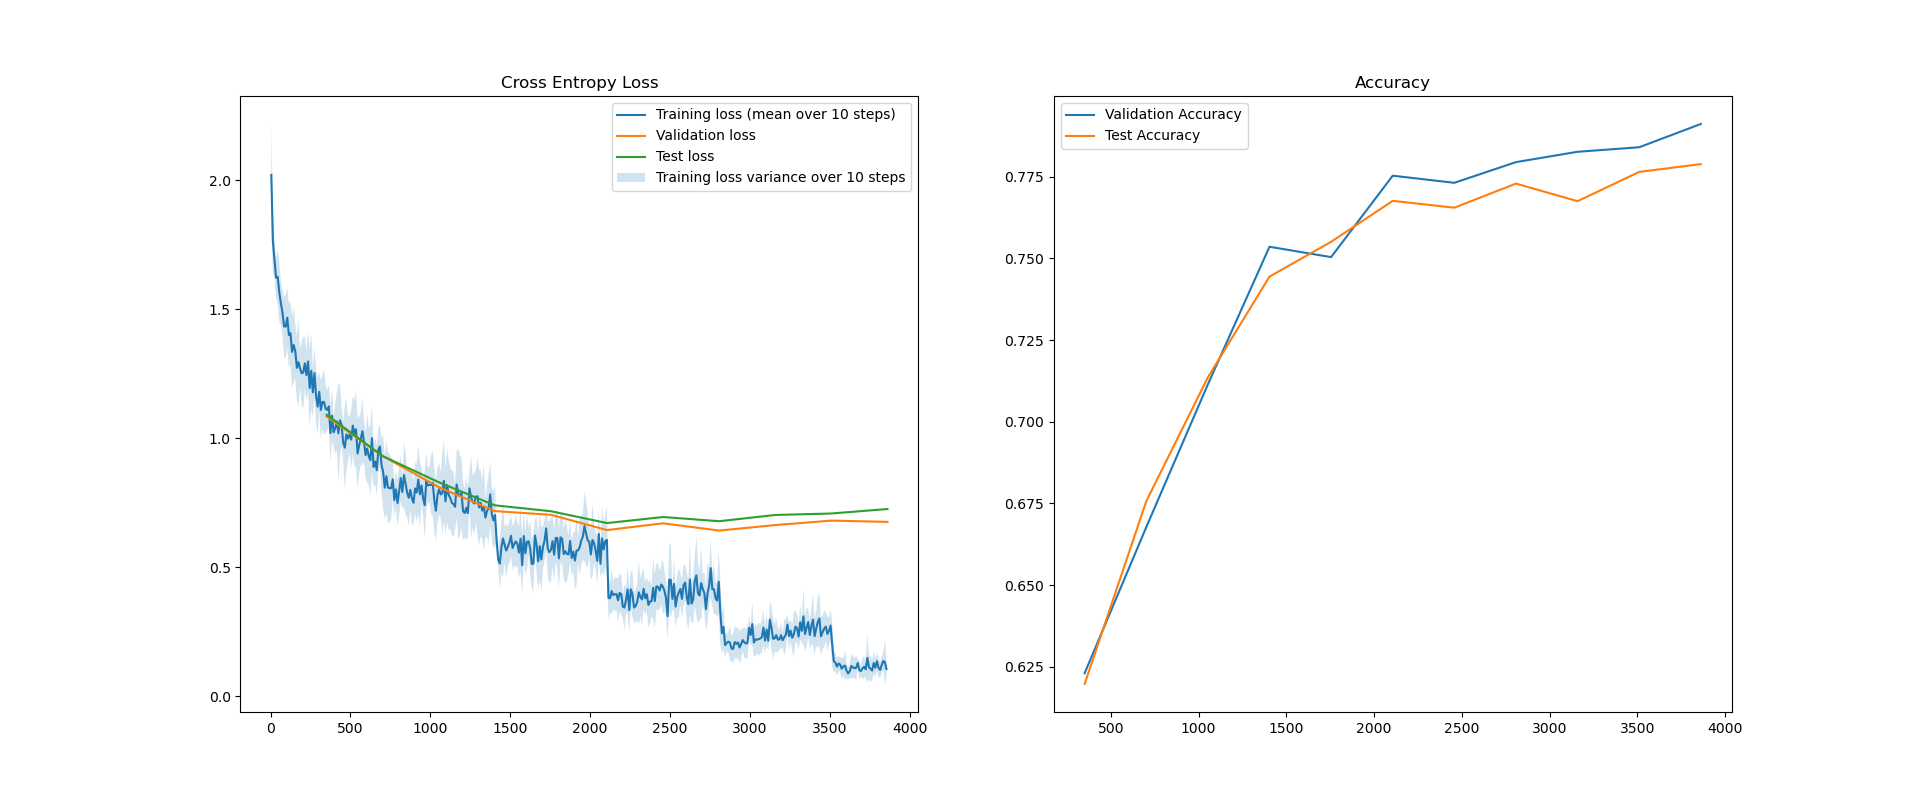 Cross Entropy Loss
Training loss (mean over 10 steps)
Validation loss
Test loss
Training loss variance over 10 steps
2.0
1.5
1.0
0.5
0.0
0 500 1000 1500 2000 2500 3000 3500 4000
Accuracy
Validation Accuracy
Test Accuracy
0.775
0.750
0.725
0.700
0.675
0.650
0.625
500 1000 1500 2000 2500 3000 3500 4000